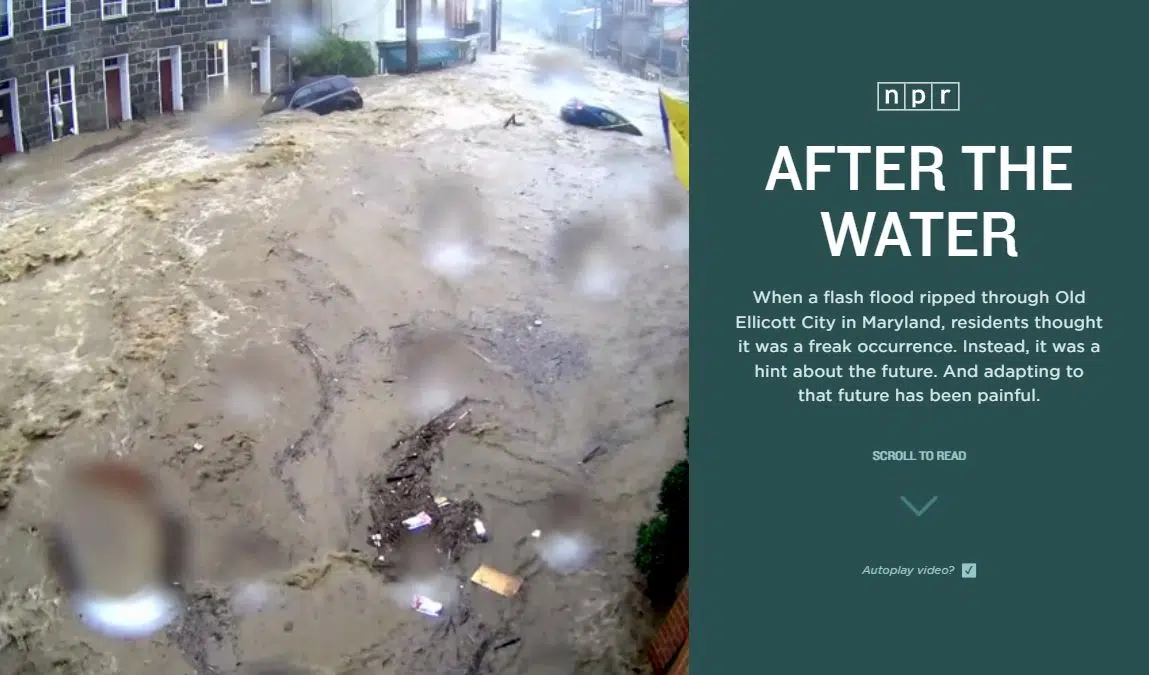 npr
AFTER THE
WATER
When a flash flood ripped through Old
Ellicott City in Maryland, residents thought
it was a freak occurrence. Instead, it was a
hint about the future. And adapting to
that future has been painful.
SCROLL TO READ
Autoplay video?